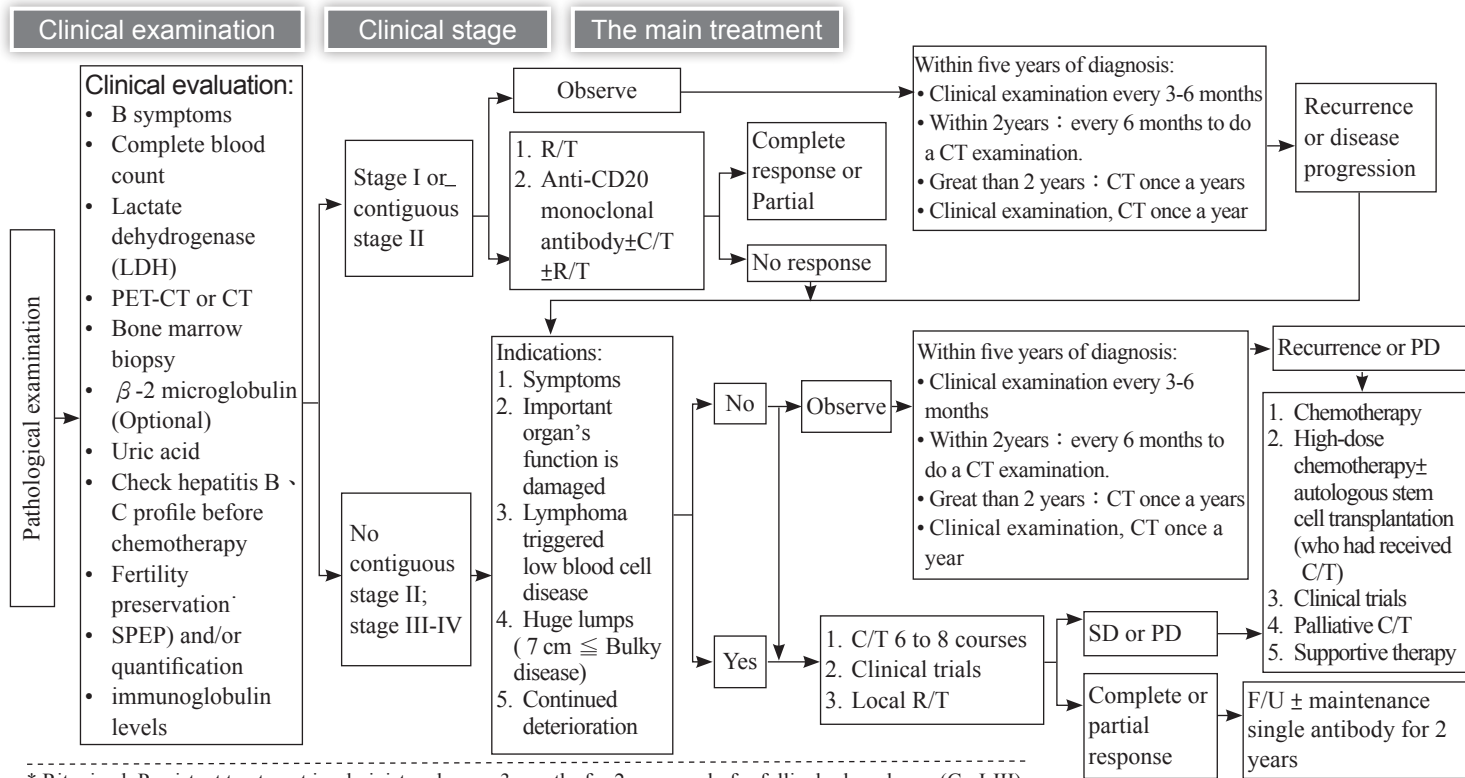 Clinical examination
Clinical stage
The main treatment
Pathological examination
Clinical evaluation:
• B symptoms
• Complete blood
count
• Lactate
dehydrogenase
(LDH)
• PET-CT or CT
• Bone marrow
biopsy
• β-2 microglobulin
(Optional)
• Uric acid
• Check hepatitis B、
C profile before
chemotherapy
• Fertility
preservation
• SPEP) and/or
quantification
• immunoglobulin
levels
Stage I or
contiguous
stage II
No
contiguous
stage II;
stage III-IV
Observe
1. R/T
2. Anti-CD20
monoclonal
antibody±C/T
±R/T
Complete
response or
Partial
No response
Within five years of diagnosis:
• Clinical examination every 3-6 months
• Within 2years：every 6 months to do
a CT examination.
• Great than 2 years：CT once a years
• Clinical examination, CT once a year
Recurrence
or disease
progression
Indications:
1. Symptoms
2. Important
organ's
function is
damaged
3. Lymphoma
triggered
low blood cell
disease
4. Huge lumps
( 7 cm ≦ Bulky
disease)
5. Continued
deterioration
No
Observe
Within five years of diagnosis:
• Clinical examination every 3-6
months
• Within 2years：every 6 months to
do a CT examination.
• Great than 2 years：CT once a years
• Clinical examination, CT once a
year
Recurrence or PD
1. Chemotherapy
2. High-dose
chemotherapy±
autologous stem
cell transplantation
(who had received
C/T)
3. Clinical trials
4. Palliative C/T
5. Supportive therapy
Yes
1. C/T 6 to 8 courses
2. Clinical trials
3. Local R/T
SD or PD
Complete or
partial
response
F/U ± maintenance
single antibody for 2
years